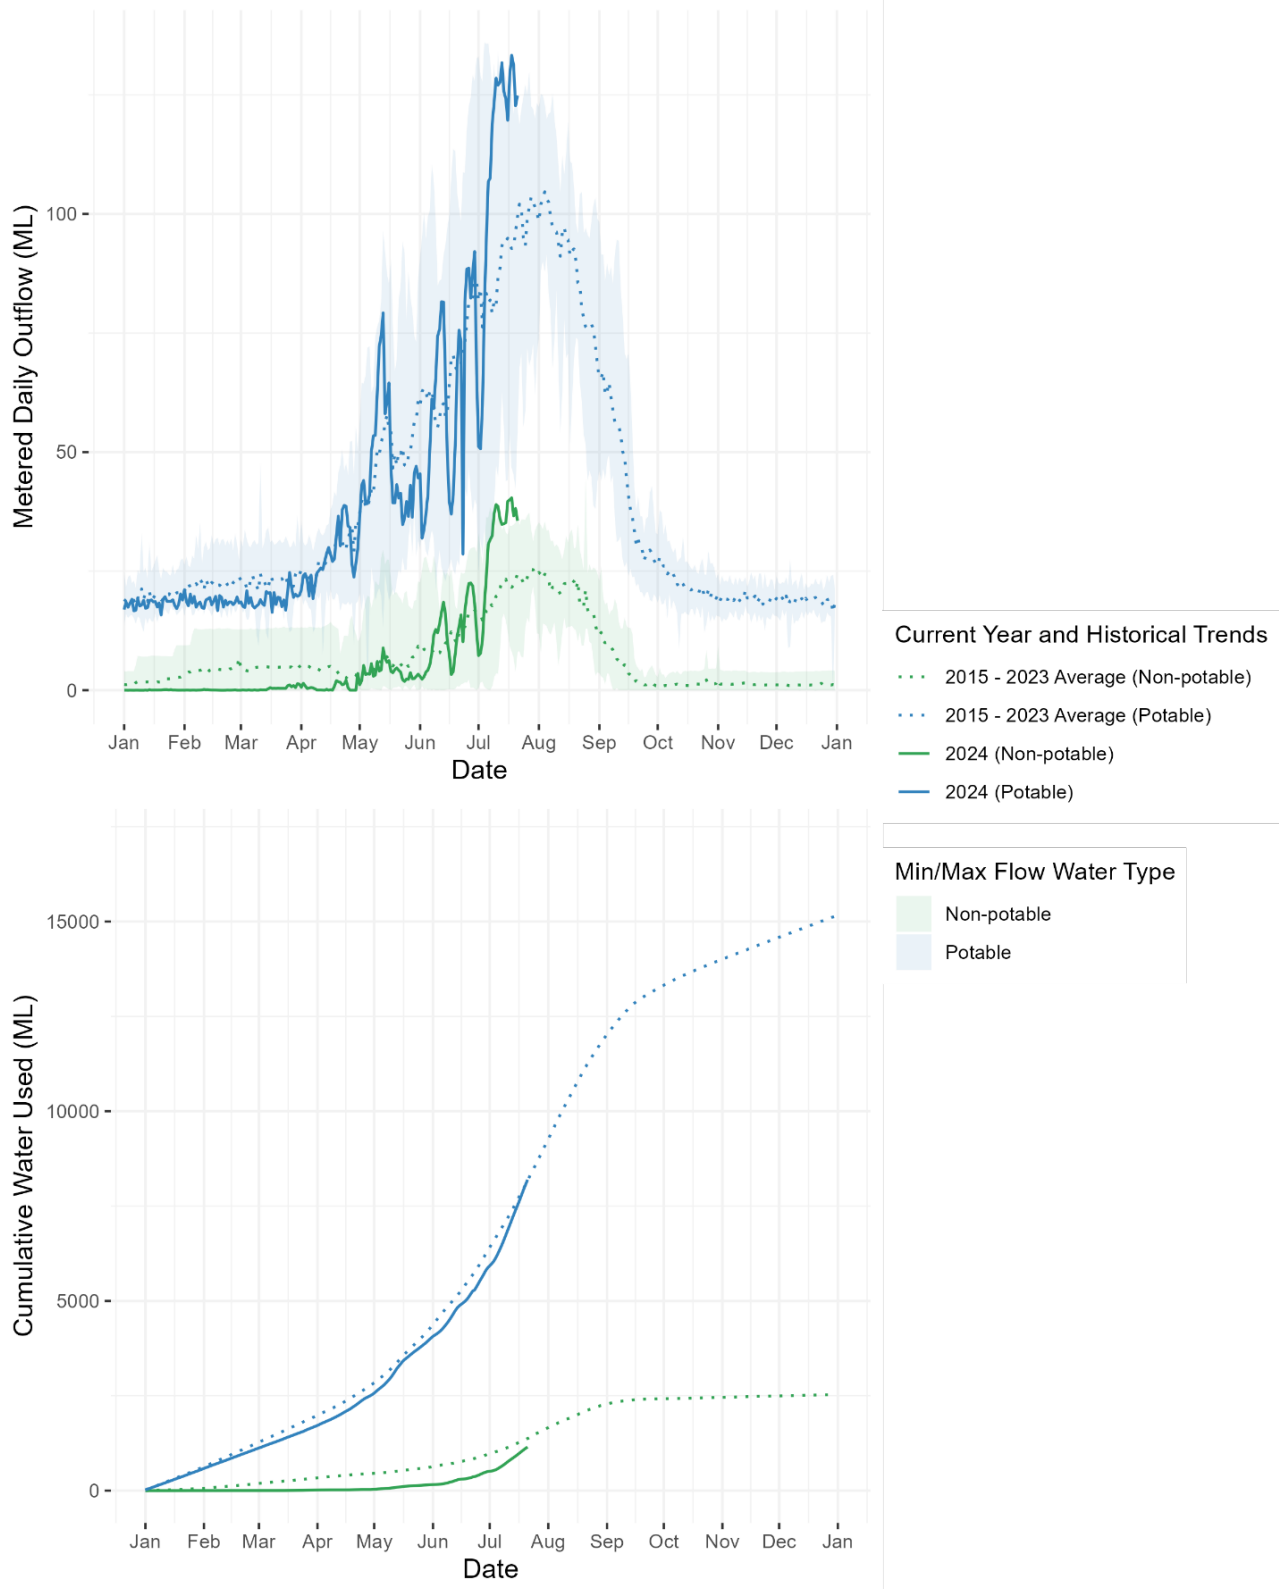 Metered Daily Outflow (ML)
100
50
0
Jan Feb Mar Apr May Jun Jul Aug Sep Oct Nov Dec Jan
Date
Current Year and Historical Trends
2015 - 2023 Average (Non-potable)
2015 - 2023 Average (Potable)
2024 (Non-potable)
2024 (Potable)
Min/Max Flow Water Type
Non-potable
Potable
Cumulative Water Used (ML)
15000
10000
5000
0
Jan Feb Mar Apr May Jun Jul Aug Sep Oct Nov Dec Jan
Date